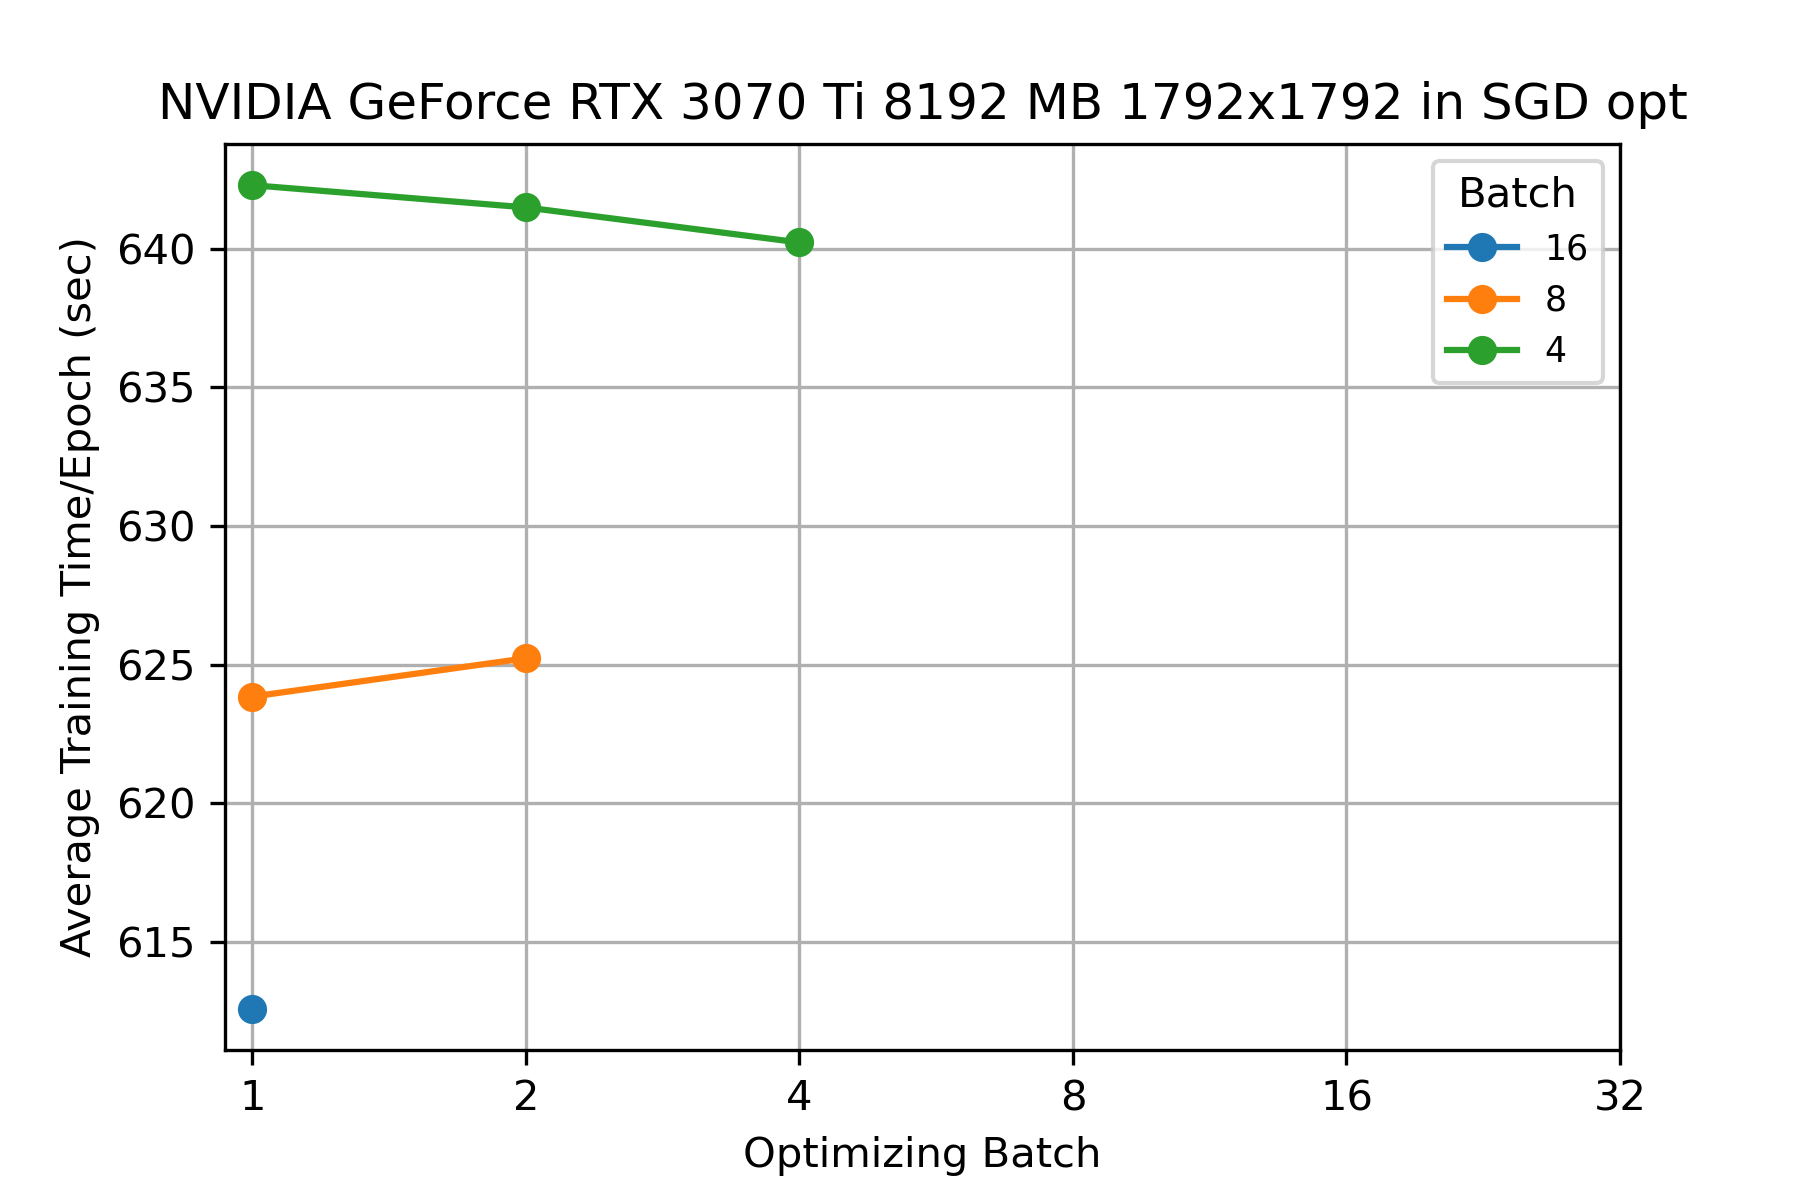 NVIDIA GeForce RTX 3070 Ti 8192 MB 1792x1792 in SGD opt
Average Training Time/Epoch (sec)
640
635
630
625
620
615
Batch
16
8
4
1 2 4 8 16 32
Optimizing Batch